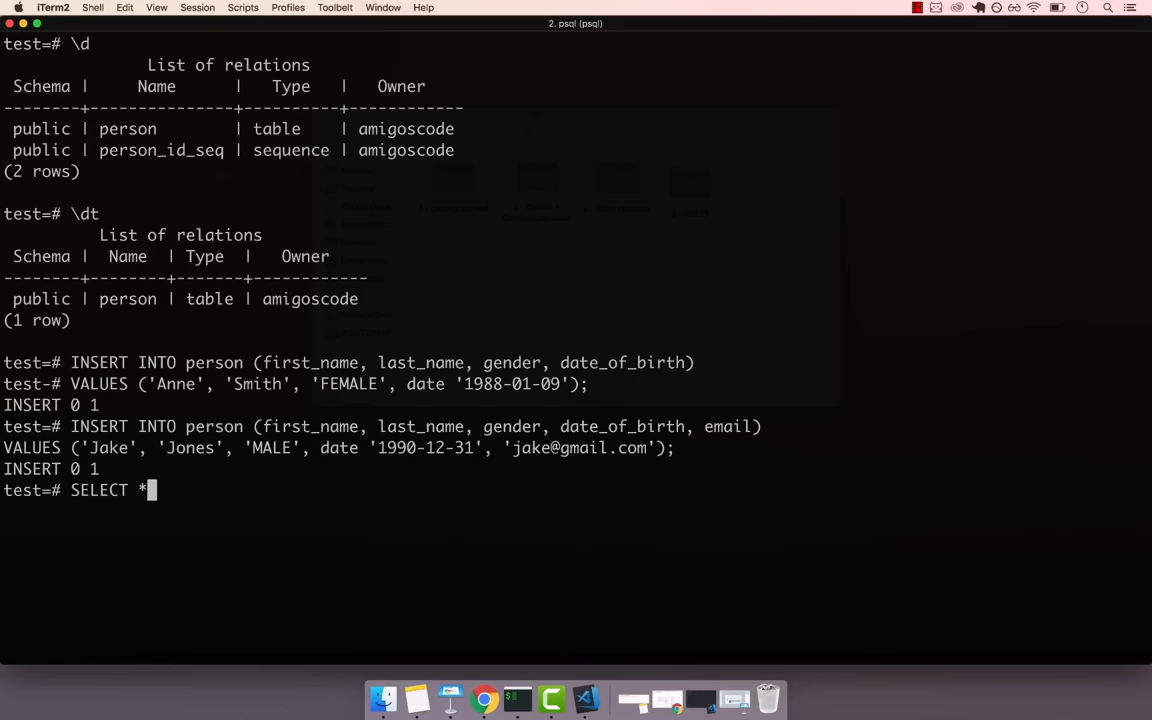 iTerm2 Shell Edit View Session Scripts Profiles Toolbelt Window Help
2. psql (psql)
test=# \d
List of relations
Schema | Name | Type | Owner
--------+---------------+----------+------------
public | person | table | amigoscode
public | person_id_seq | sequence | amigoscode
(2 rows)
test=# \dt
List of relations
Schema | Name | Type | Owner
--------+--------+-------+------------
public | person | table | amigoscode
(1 row)
test=# INSERT INTO person (first_name, last_name, gender, date_of_birth)
test-# VALUES ('Anne', 'Smith', 'FEMALE', date '1988-01-09');
INSERT 0 1
test=# INSERT INTO person (first_name, last_name, gender, date_of_birth, email)
VALUES ('Jake', 'Jones', 'MALE', date '1990-12-31', 'jake@gmail.com');
INSERT 0 1
test=# SELECT *